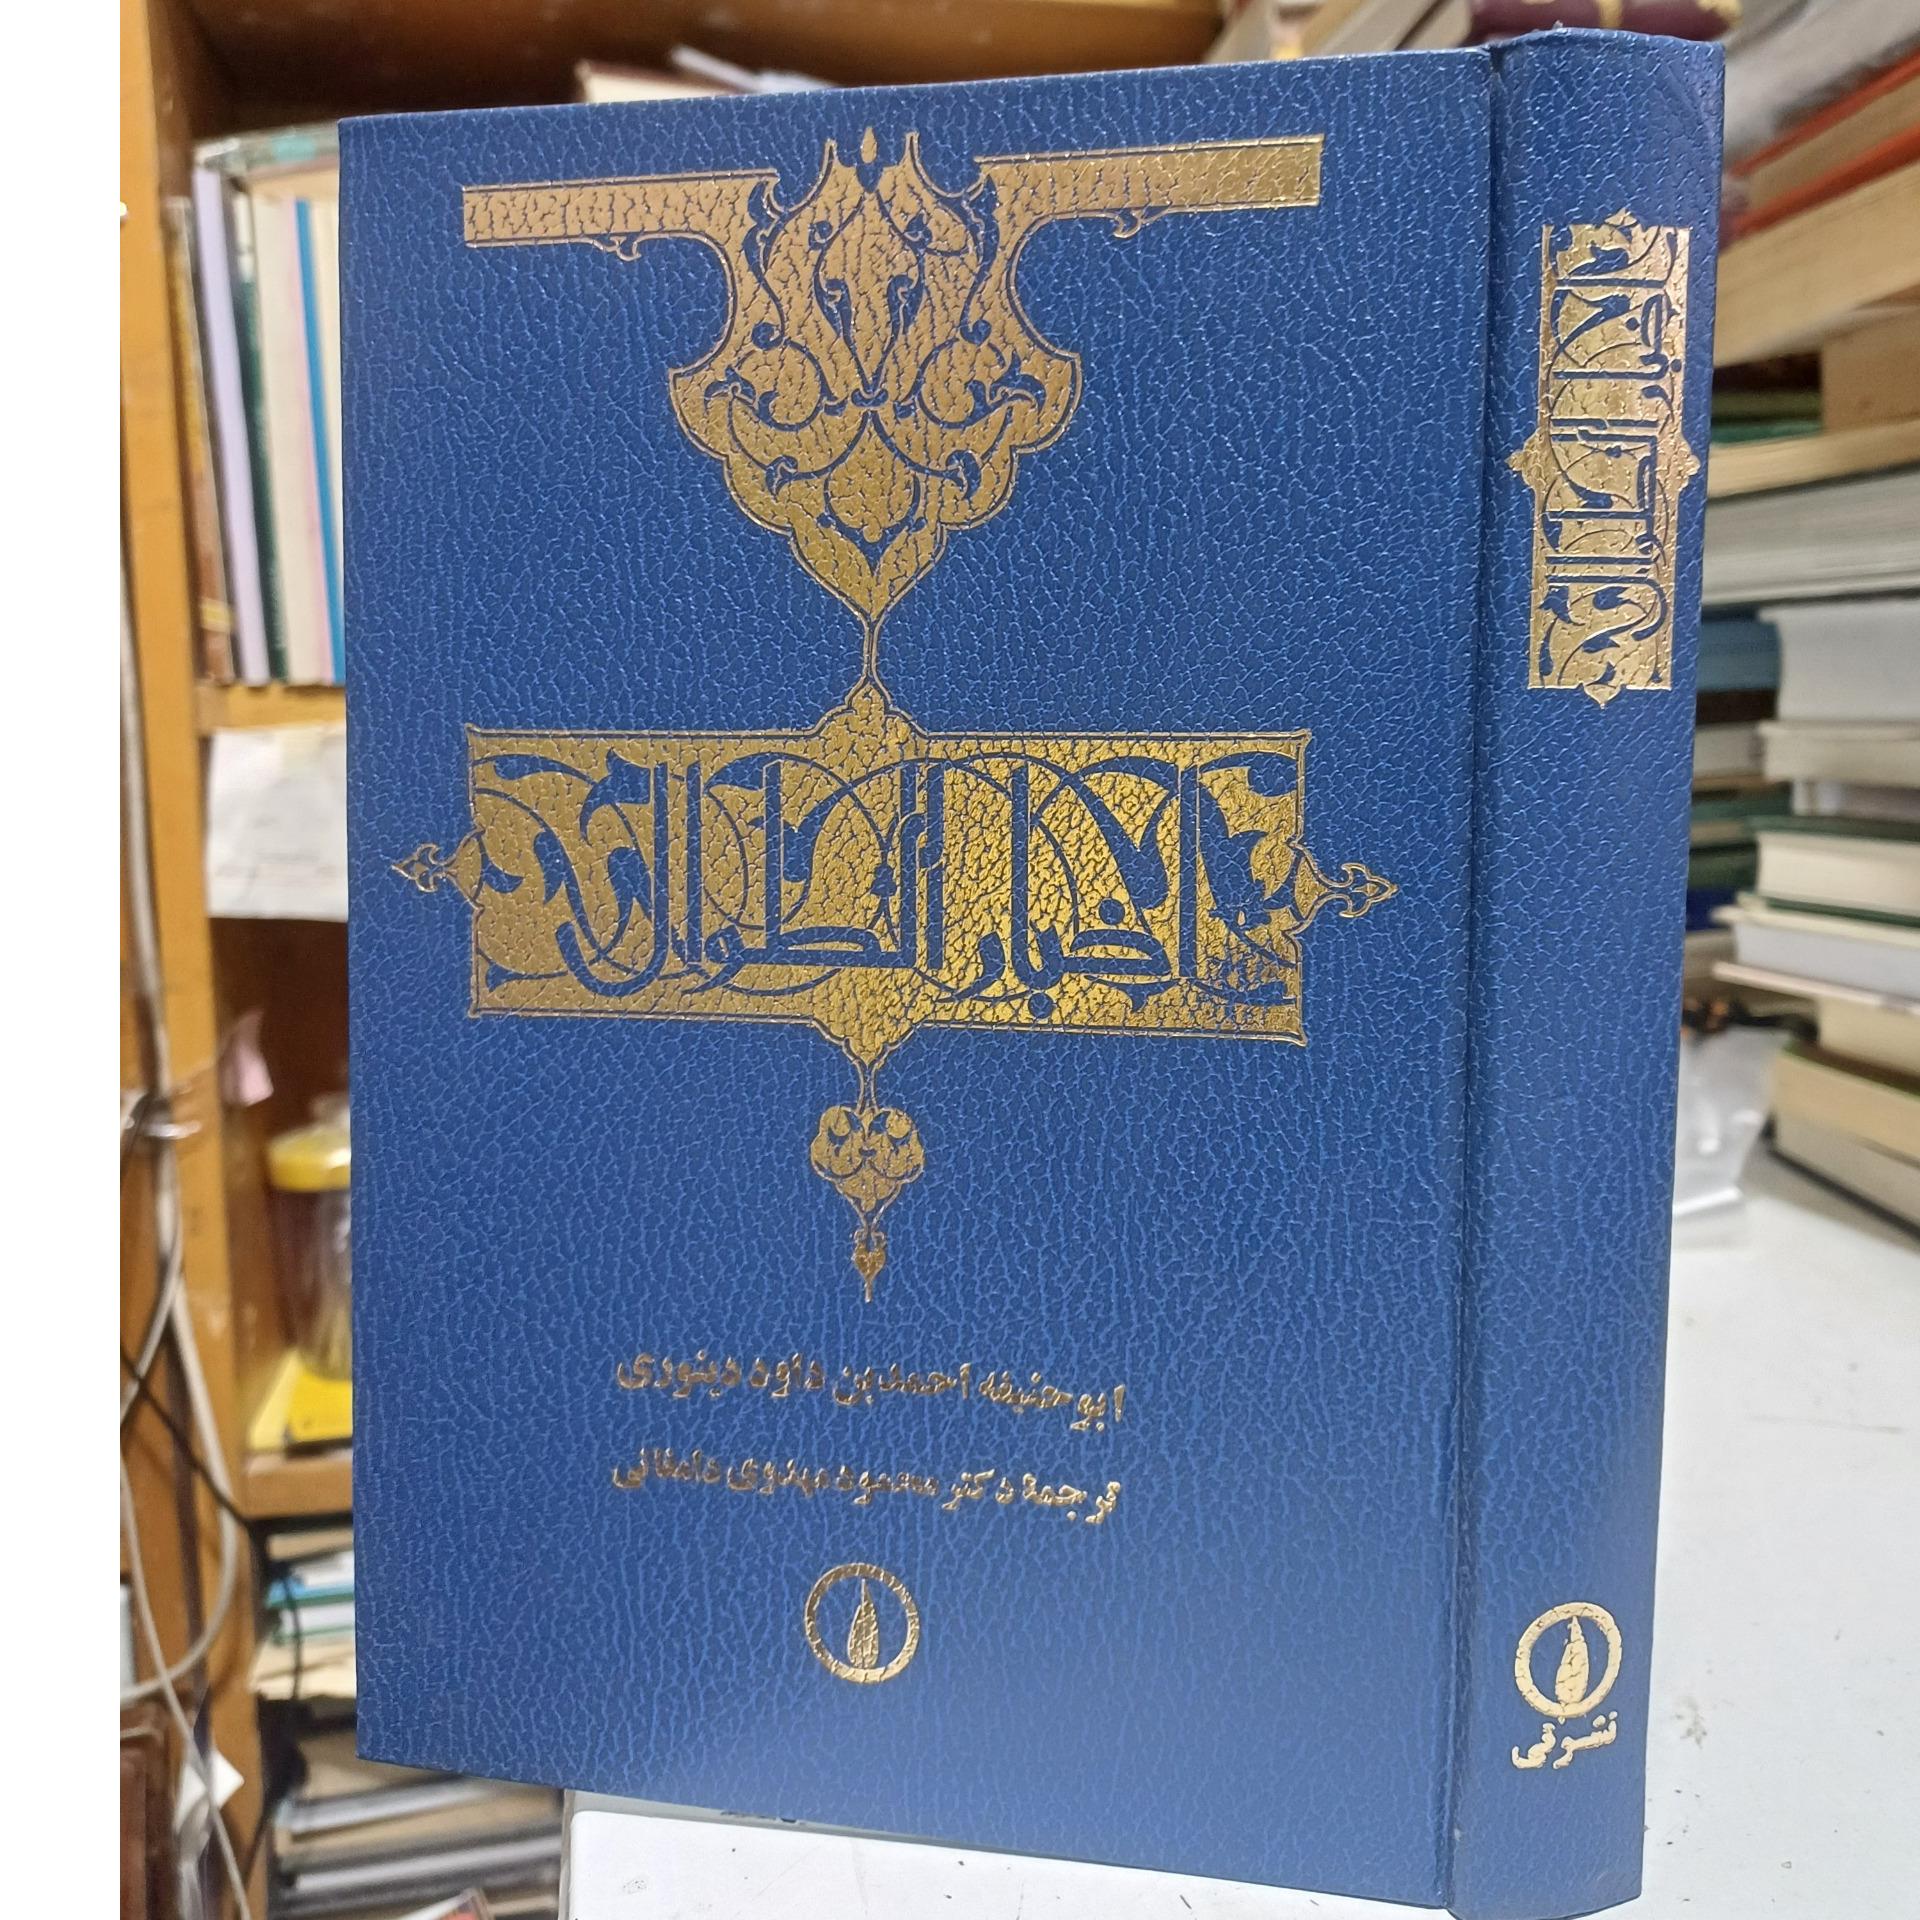 اخبار الطوال
ابوحنیفه احمدبن داود دینوری
ترجمهٔ دکتر محمود مهدوی دامغانی
اخبار الطوال
نشر نی